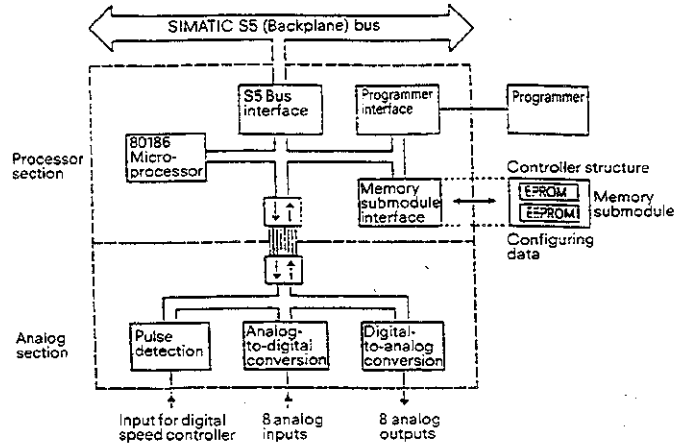 SIMATIC S5 (Backplane) bus
S5 Bus
interface
Programmer
interface
Programmer
80186
Micro-
processor
Processor
section
Memory
submodule
interface
Controller structure
EPROM
EEPROM
Memory
submodule
Configuring
data
Analog
section
Pulse
detection
Analog-
to-digital
conversion
Digital-
to-analog
conversion
Input for digital
speed controller
8 analog
inputs
8 analog
outputs